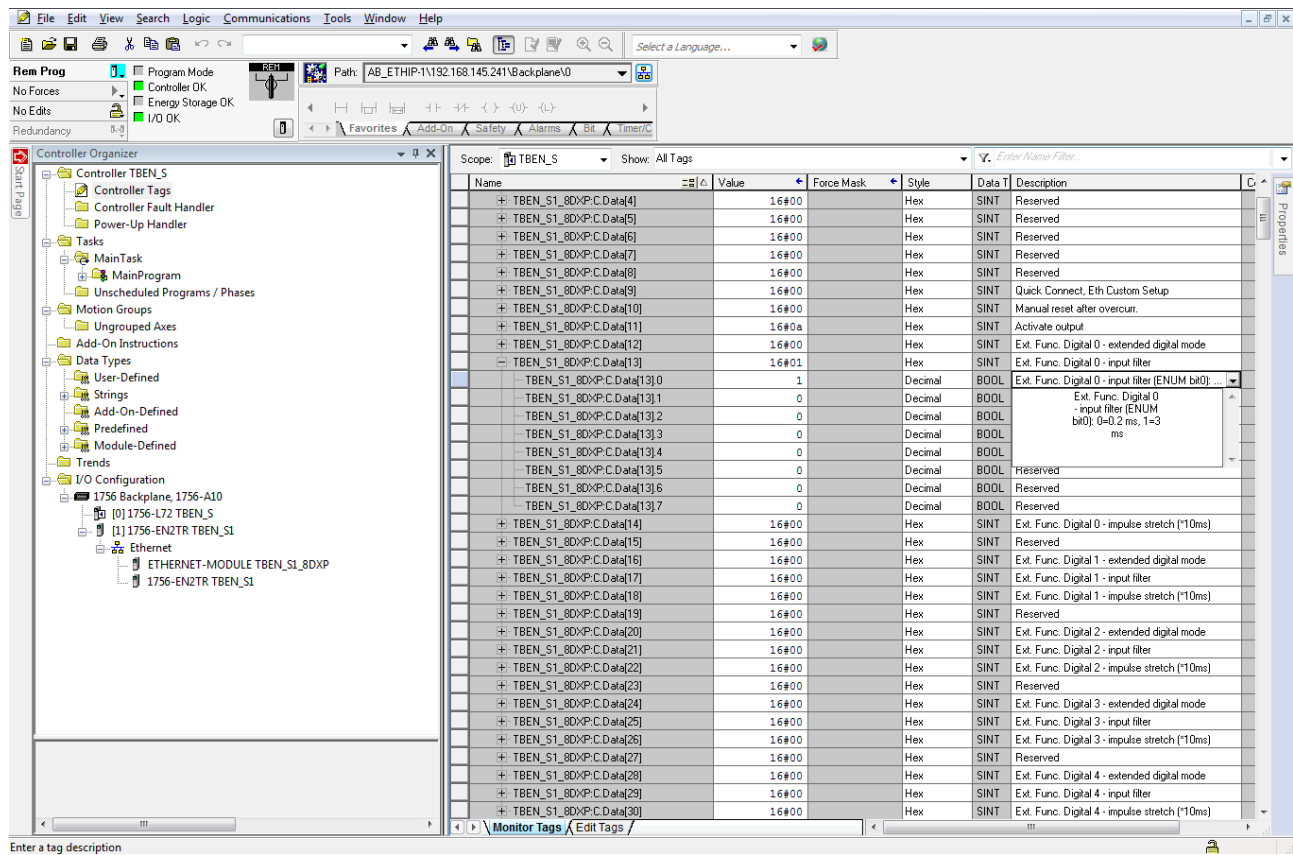 File Edit View Search Logic Communications Tools Window Help
Select a Language...
Rem Prog
No Forces
No Edits
Redundancy
Program Mode
Controller OK
Energy Storage OK
I/O OK
REM
Path: AB_ETHIP-1\192.168.145.241\Backplane\0
Favorites Add-On Safety Alarms Bit Timer/C
Start Page
Controller Organizer
Controller TBEN_S
Controller Tags
Controller Fault Handler
Power-Up Handler
Tasks
MainTask
MainProgram
Unscheduled Programs / Phases
Motion Groups
Ungrouped Axes
Add-On Instructions
Data Types
User-Defined
Strings
Add-On-Defined
Predefined
Module-Defined
Trends
I/O Configuration
1756 Backplane, 1756-A10
[0] 1756-L72 TBEN_S
[1] 1756-EN2TR TBEN_S1
Ethernet
ETHERNET-MODULE TBEN_S1_8DXP
1756-EN2TR TBEN_S1
Scope: TBEN_S Show: All Tags Enter Name Filter...
Name Value Force Mask Style Data T Description
TBEN_S1_8DXP:C.Data[4] 16#00 Hex SINT Reserved
TBEN_S1_8DXP:C.Data[5] 16#00 Hex SINT Reserved
TBEN_S1_8DXP:C.Data[6] 16#00 Hex SINT Reserved
TBEN_S1_8DXP:C.Data[7] 16#00 Hex SINT Reserved
TBEN_S1_8DXP:C.Data[8] 16#00 Hex SINT Reserved
TBEN_S1_8DXP:C.Data[9] 16#00 Hex SINT Quick Connect, Eth Custom Setup
TBEN_S1_8DXP:C.Data[10] 16#00 Hex SINT Manual reset after overcurr.
TBEN_S1_8DXP:C.Data[11] 16#0a Hex SINT Activate output
TBEN_S1_8DXP:C.Data[12] 16#00 Hex SINT Ext. Func. Digital 0 - extended digital mode
TBEN_S1_8DXP:C.Data[13] 16#01 Hex SINT Ext. Func. Digital 0 - input filter
TBEN_S1_8DXP:C.Data[13].0 1 Decimal BOOL Ext. Func. Digital 0 - input filter (ENUM bit0): ...
TBEN_S1_8DXP:C.Data[13].1 0 Decimal BOOL
TBEN_S1_8DXP:C.Data[13].2 0 Decimal BOOL
TBEN_S1_8DXP:C.Data[13].3 0 Decimal BOOL
TBEN_S1_8DXP:C.Data[13].4 0 Decimal BOOL
Ext. Func. Digital 0
- input filter (ENUM
bit0): 0=0.2 ms, 1=3
ms
TBEN_S1_8DXP:C.Data[13].5 0 Decimal BOOL Reserved
TBEN_S1_8DXP:C.Data[13].6 0 Decimal BOOL Reserved
TBEN_S1_8DXP:C.Data[13].7 0 Decimal BOOL Reserved
TBEN_S1_8DXP:C.Data[14] 16#00 Hex SINT Ext. Func. Digital 0 - impulse stretch (*10ms)
TBEN_S1_8DXP:C.Data[15] 16#00 Hex SINT Reserved
TBEN_S1_8DXP:C.Data[16] 16#00 Hex SINT Ext. Func. Digital 1 - extended digital mode
TBEN_S1_8DXP:C.Data[17] 16#00 Hex SINT Ext. Func. Digital 1 - input filter
TBEN_S1_8DXP:C.Data[18] 16#00 Hex SINT Ext. Func. Digital 1 - impulse stretch (*10ms)
TBEN_S1_8DXP:C.Data[19] 16#00 Hex SINT Reserved
TBEN_S1_8DXP:C.Data[20] 16#00 Hex SINT Ext. Func. Digital 2 - extended digital mode
TBEN_S1_8DXP:C.Data[21] 16#00 Hex SINT Ext. Func. Digital 2 - input filter
TBEN_S1_8DXP:C.Data[22] 16#00 Hex SINT Ext. Func. Digital 2 - impulse stretch (*10ms)
TBEN_S1_8DXP:C.Data[23] 16#00 Hex SINT Reserved
TBEN_S1_8DXP:C.Data[24] 16#00 Hex SINT Ext. Func. Digital 3 - extended digital mode
TBEN_S1_8DXP:C.Data[25] 16#00 Hex SINT Ext. Func. Digital 3 - input filter
TBEN_S1_8DXP:C.Data[26] 16#00 Hex SINT Ext. Func. Digital 3 - impulse stretch (*10ms)
TBEN_S1_8DXP:C.Data[27] 16#00 Hex SINT Reserved
TBEN_S1_8DXP:C.Data[28] 16#00 Hex SINT Ext. Func. Digital 4 - extended digital mode
TBEN_S1_8DXP:C.Data[29] 16#00 Hex SINT Ext. Func. Digital 4 - input filter
TBEN_S1_8DXP:C.Data[30] 16#00 Hex SINT Ext. Func. Digital 4 - impulse stretch (*10ms)
Monitor Tags Edit Tags
Properties
Enter a tag description